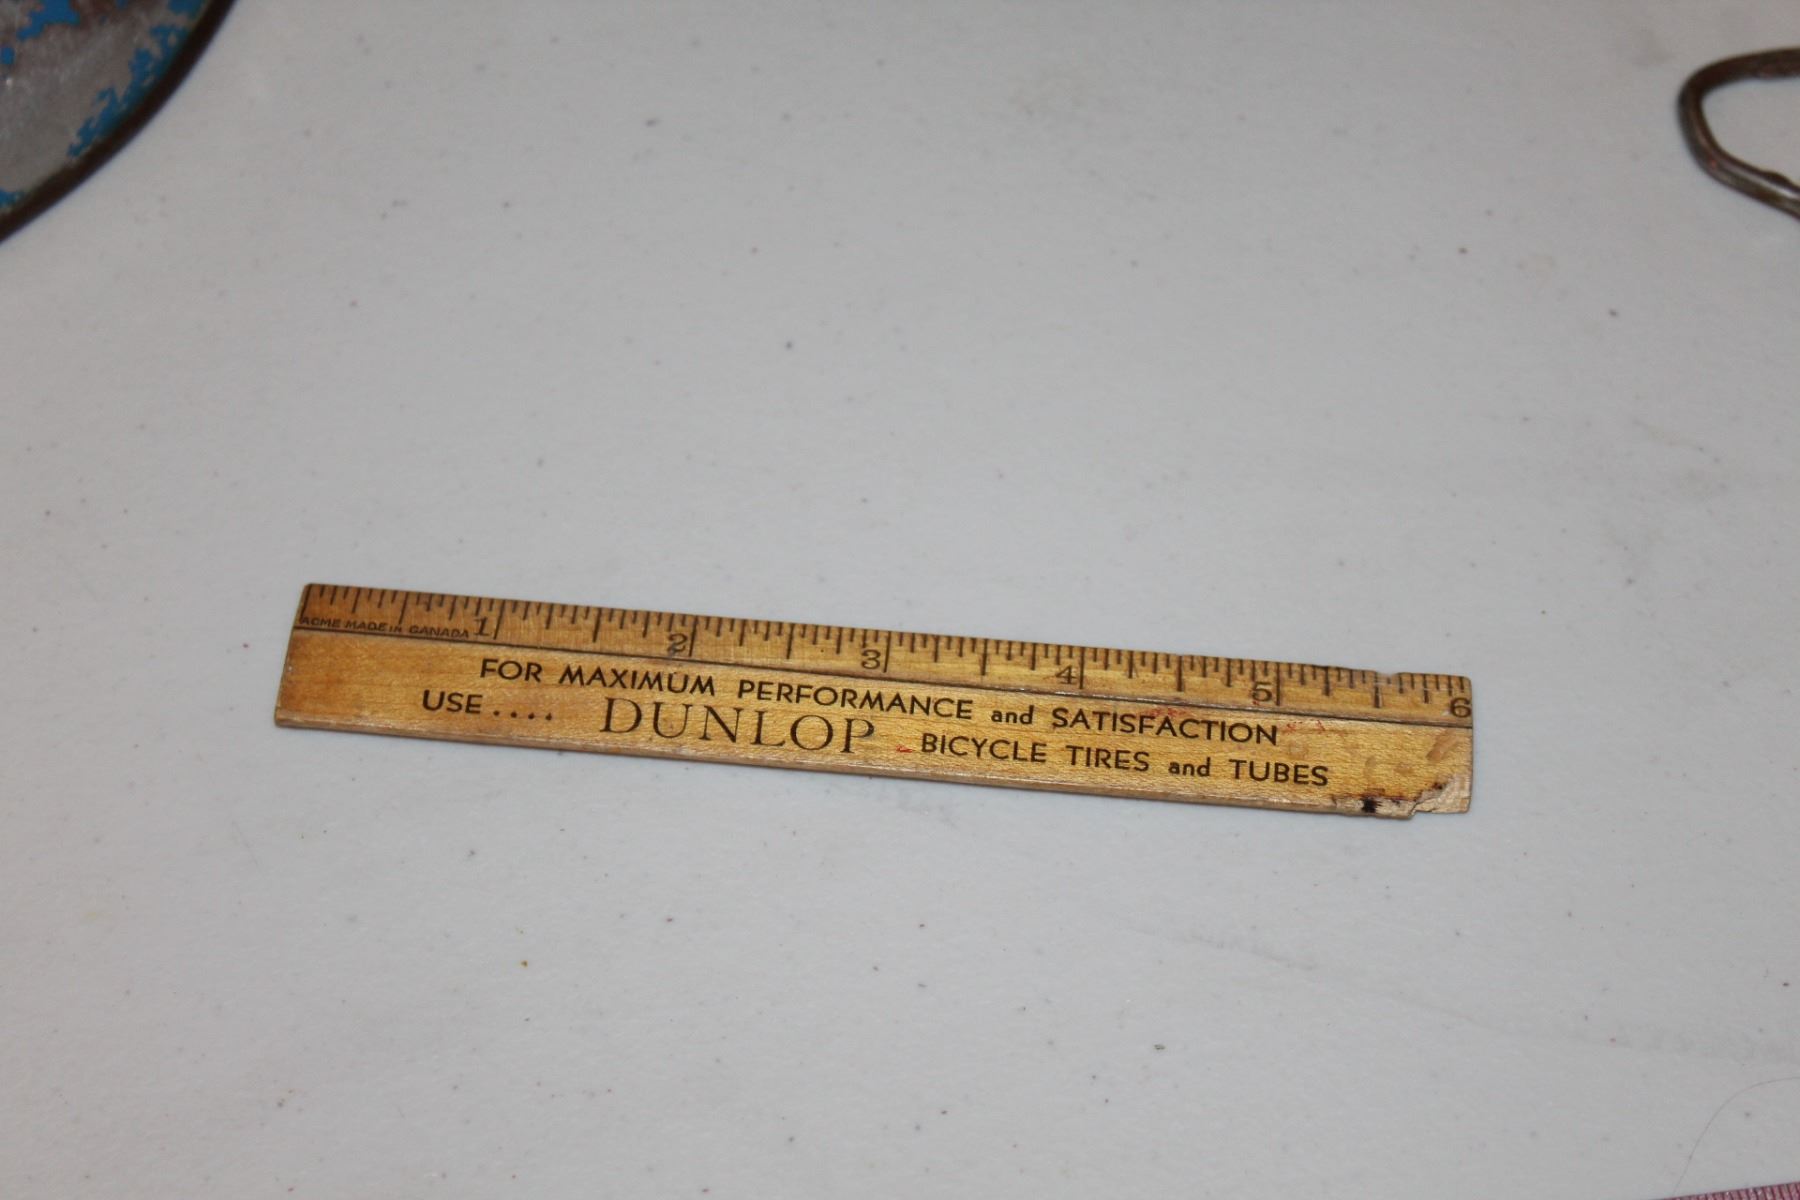 1 2 3 4 5 6
ACME MADE IN CANADA
FOR MAXIMUM PERFORMANCE and SATISFACTION
USE .... DUNLOP BICYCLE TIRES and TUBES